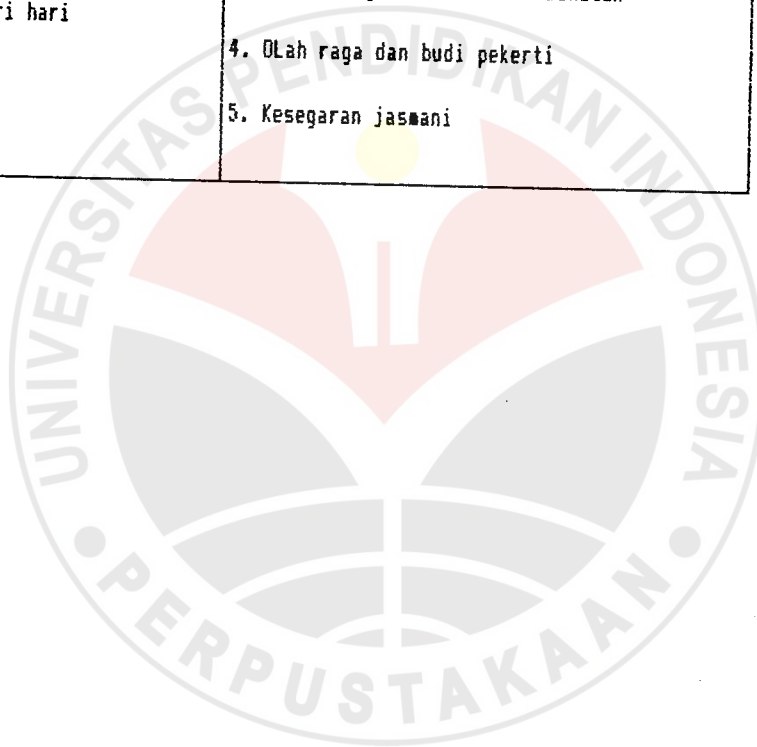 ri hari
4. OLah raga dan budi pekerti
5. Kesegaran jasmani
UNIVERSITAS PENDIDIKAN INDONESIA
PERPUSTAKAAN